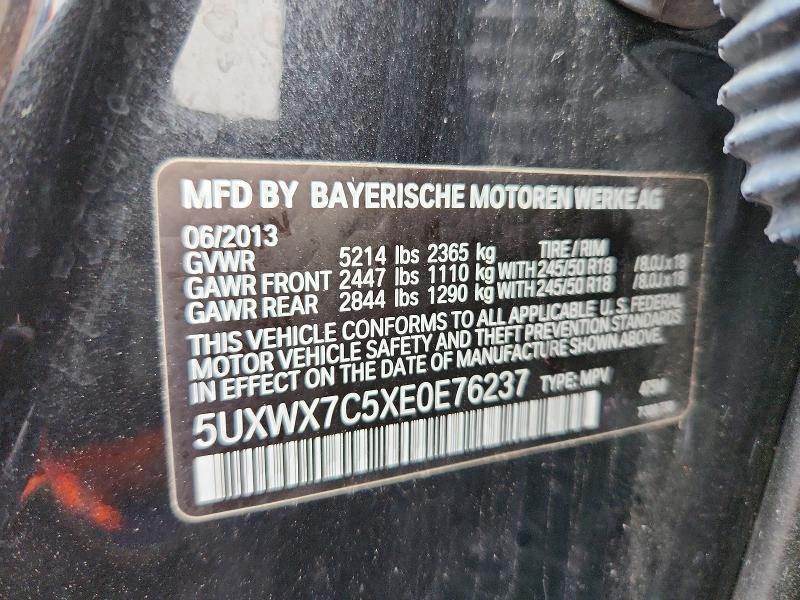 MFD BY BAYERISCHE MOTOREN WERKE AG
06/2013
GVWR 5214 lbs 2365 kg TIRE / RIM
GAWR FRONT 2447 lbs 1110 kg WITH 245/50 R18 / 8.0J x 18
GAWR REAR 2844 lbs 1290 kg WITH 245/50 R18 / 8.0J x 18
THIS VEHICLE CONFORMS TO ALL APPLICABLE U. S. FEDERAL
MOTOR VEHICLE SAFETY AND THEFT PREVENTION STANDARDS
IN EFFECT ON THE DATE OF MANUFACTURE SHOWN ABOVE.
5UXWX7C5XE0E76237 TYPE: MPV